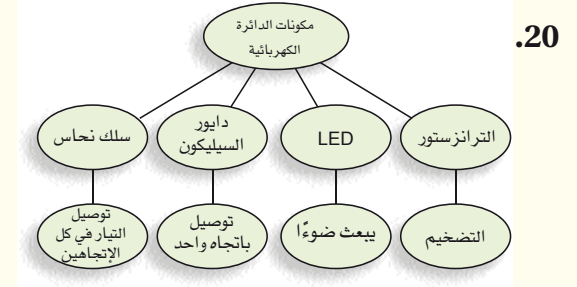 .20
مكونات الدائرة
الكهربائية
الترانزستور
LED
دايور
السيليكون
سلك نحاس
التضخيم
يبعث ضوءًا
توصيل
باتجاه واحد
توصيل
التيار في كل
الإتجاهين